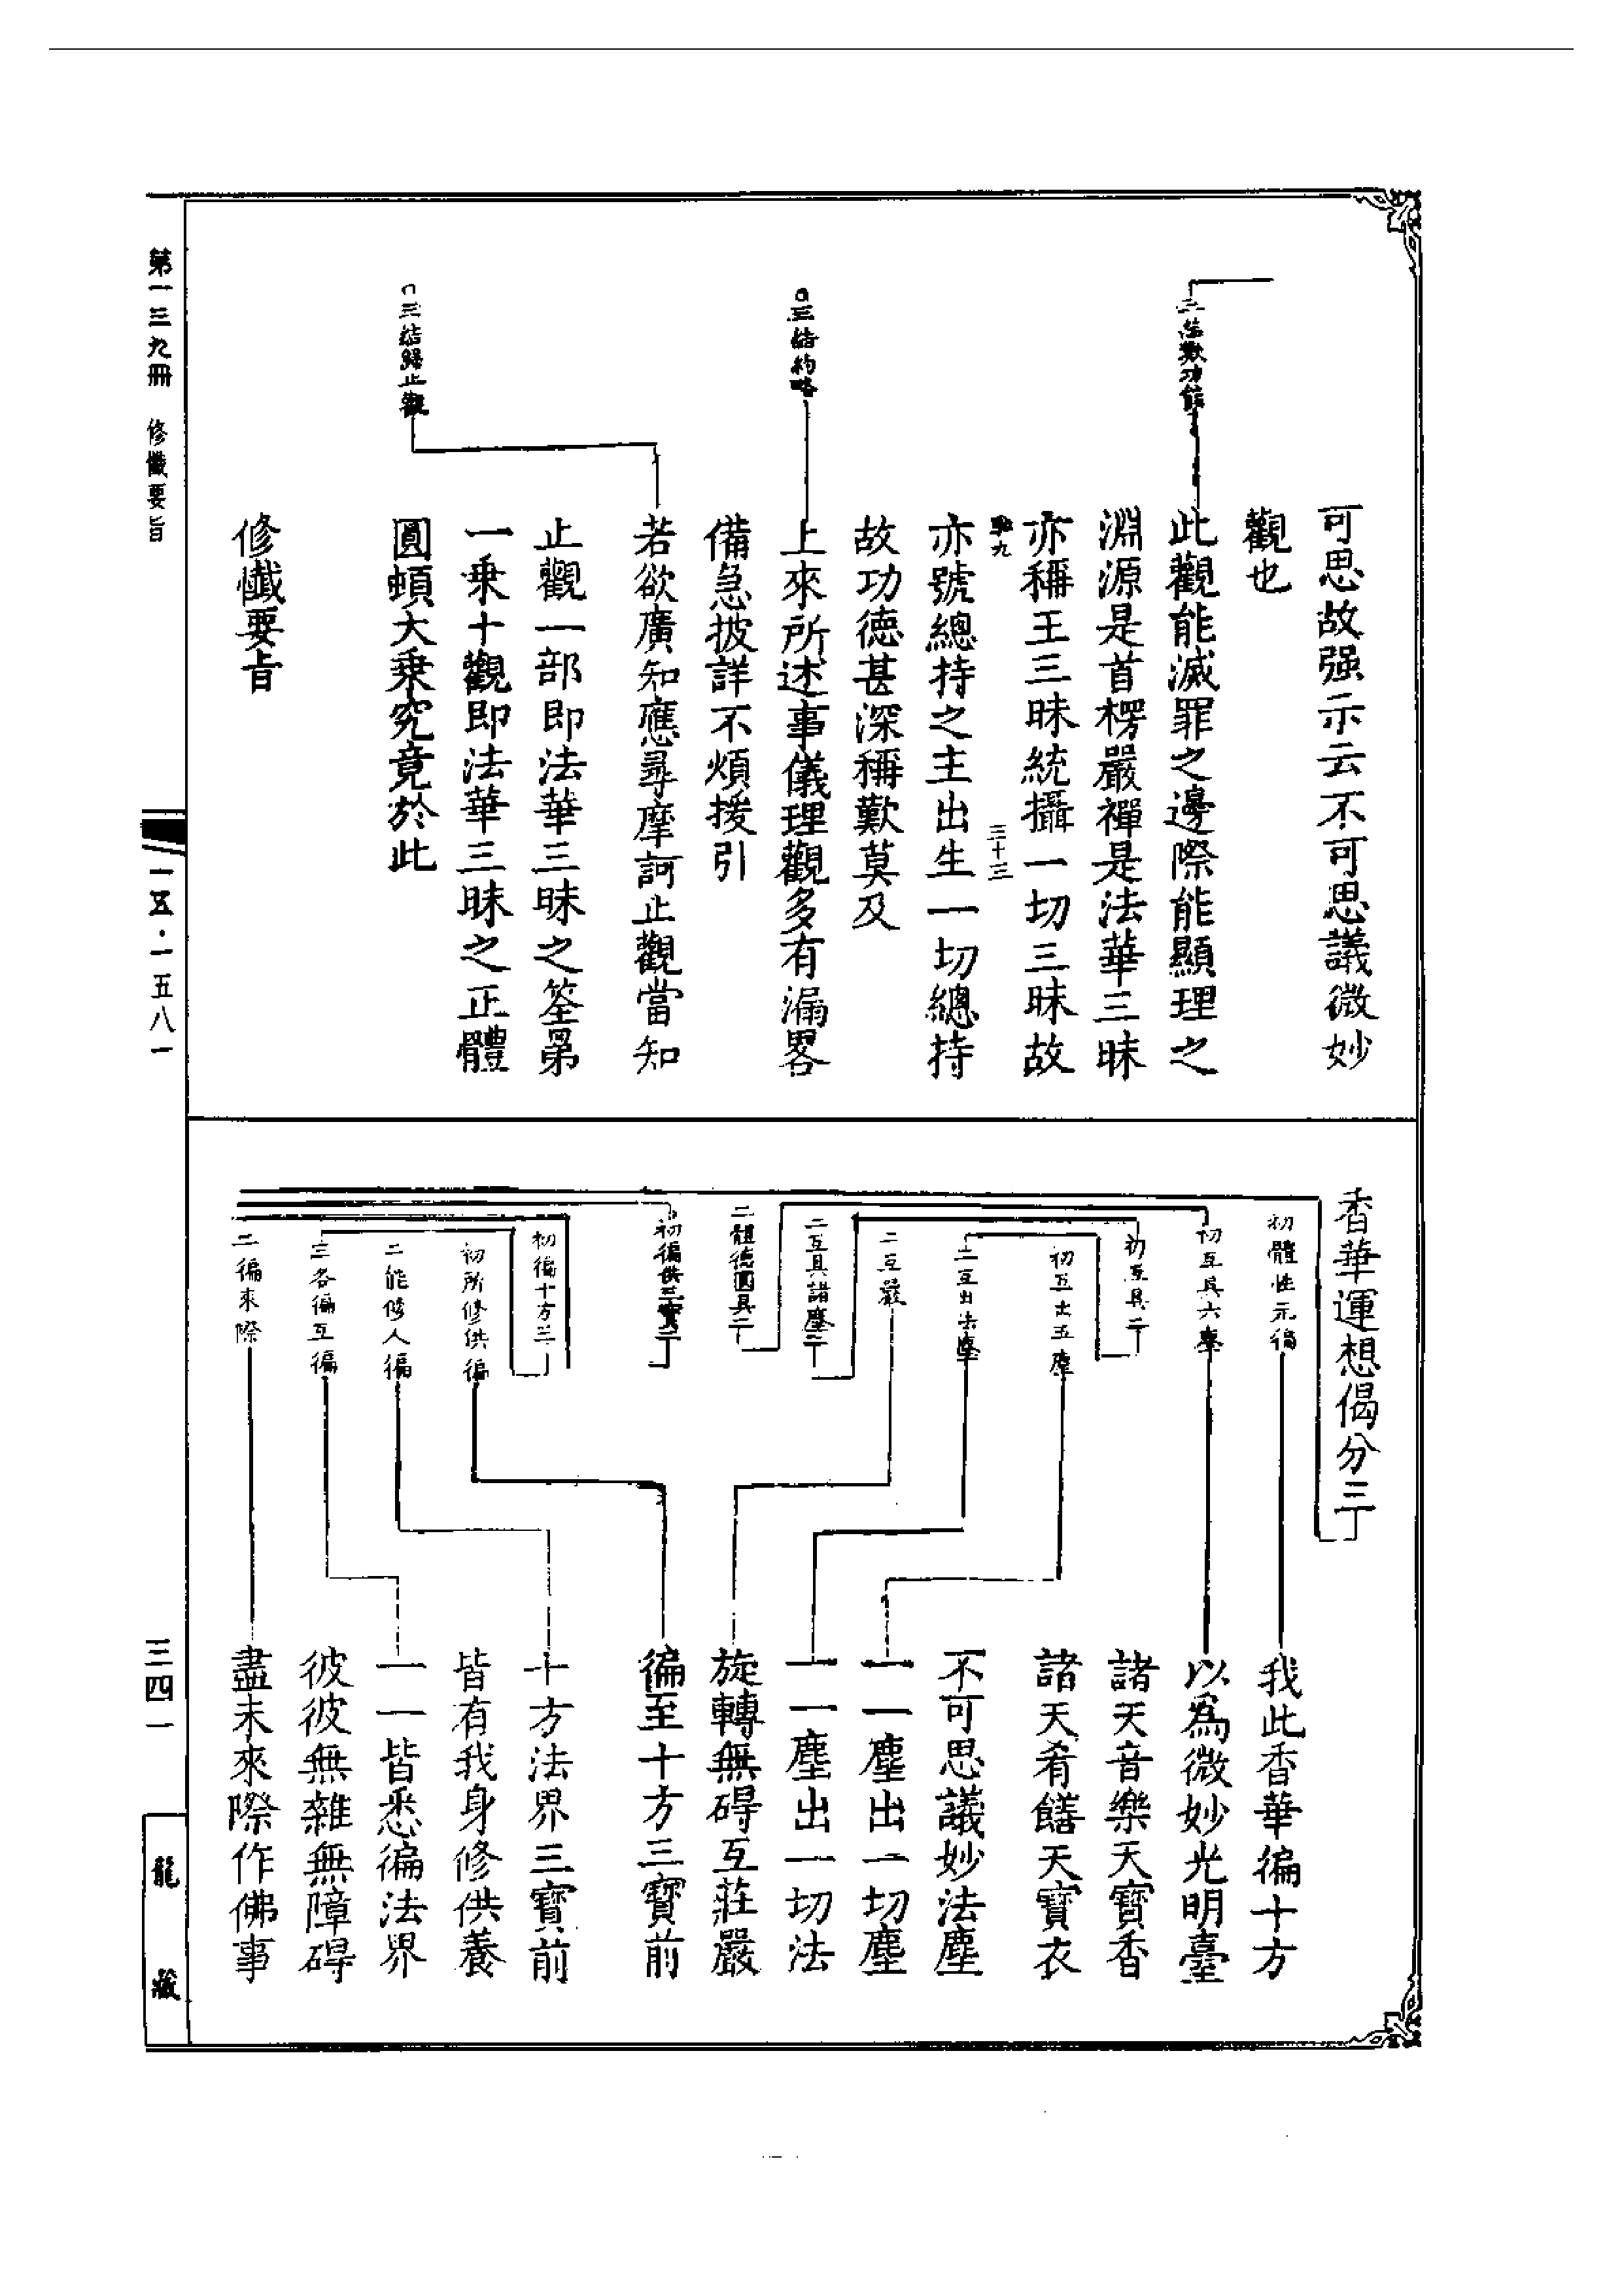 可思故强示云不可思議微妙
觀也
二結歎功能
此觀能滅罪之邊際能顯理之
淵源是首楞嚴禪是法華三昧
亦稱王三昧統攝一切三昧故
九
三十三
亦號總持之主出生一切總持
故功德甚深稱歎莫及
三結約略
上來所述事儀理觀多有漏畧
備急披詳不煩援引
三結歸止觀
若欲廣知應尋摩訶止觀當知
止觀一部即法華三昧之筌罤
一乘十觀即法華三昧之正體
圓頓大乘究竟於此
修懺要旨
香華運想偈分三
初體性元徧
我此香華徧十方
初互具六塵
以為微妙光明臺
初互具二
諸天音樂天寶香
初互出五塵
諸天肴饍天寶衣
二互出法塵
不可思議妙法塵
二互嚴
一一塵出一切塵
二互具諸塵二
一一塵出一切法
二體德圓具二
旋轉無碍互莊嚴
初徧供三寶二
徧至十方三寶前
初徧十方三
十方法界三寶前
初所修供徧
皆有我身修供養
二能修人徧
一一皆悉徧法界
三各徧互徧
彼彼無雜無障碍
二徧來際
盡未來際作佛事
第一三九冊 修懺要旨
一五·一五八一
三四一
龍藏